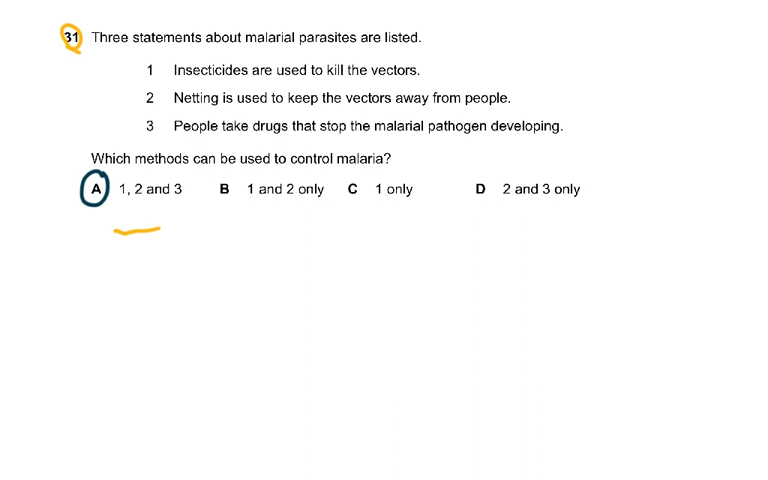 31 Three statements about malarial parasites are listed.
1 Insecticides are used to kill the vectors.
2 Netting is used to keep the vectors away from people.
3 People take drugs that stop the malarial pathogen developing.
Which methods can be used to control malaria?
A 1, 2 and 3 B 1 and 2 only C 1 only D 2 and 3 only